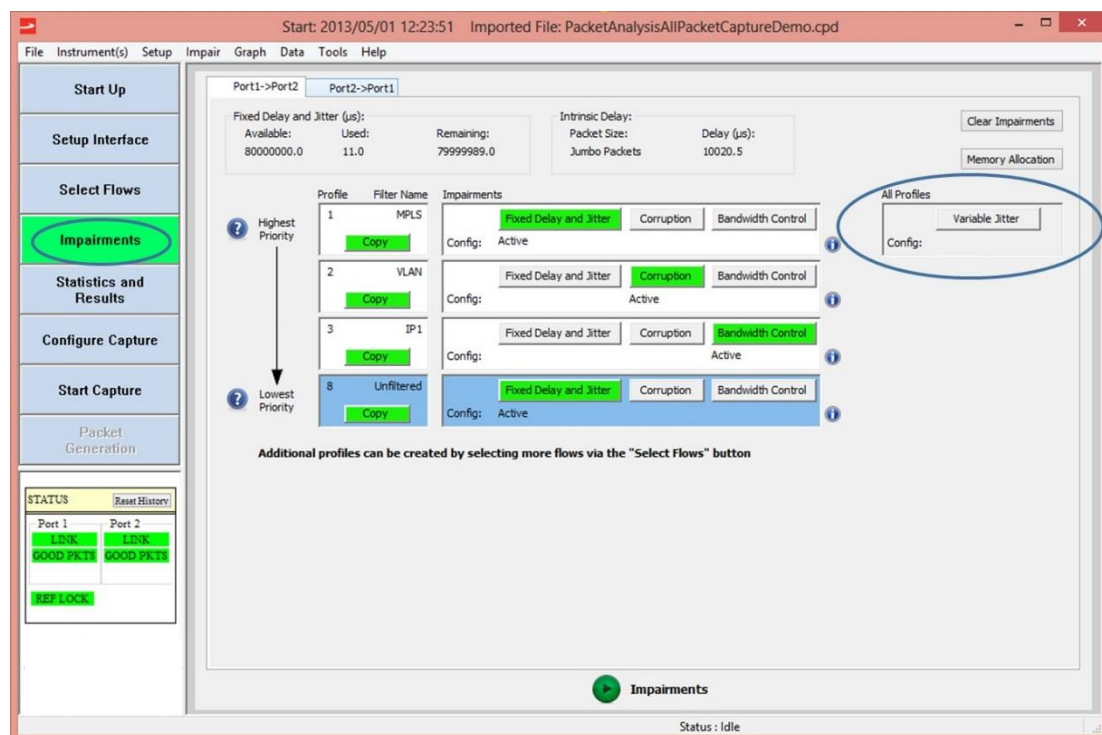 Start: 2013/05/01 12:23:51 Imported File: PacketAnalysisAllPacketCaptureDemo.cpd
File Instrument(s) Setup Impair Graph Data Tools Help
Start Up
Setup Interface
Select Flows
Impairments
Statistics and
Results
Configure Capture
Start Capture
Packet
Generation
STATUS Reset History
Port 1 Port 2
LINK LINK
GOOD PKTS GOOD PKTS
REF LOCK
Port1->Port2 Port2->Port1
Fixed Delay and Jitter (µs):
Available: Used: Remaining:
80000000.0 11.0 79999989.0
Intrinsic Delay:
Packet Size: Delay (µs):
Jumbo Packets 10020.5
Clear Impairments
Memory Allocation
Profile Filter Name Impairments
Highest
Priority
1 MPLS
Copy
Fixed Delay and Jitter Corruption Bandwidth Control
Config: Active
2 VLAN
Copy
Fixed Delay and Jitter Corruption Bandwidth Control
Config: Active
3 IP1
Copy
Fixed Delay and Jitter Corruption Bandwidth Control
Config: Active
Lowest
Priority
8 Unfiltered
Copy
Fixed Delay and Jitter Corruption Bandwidth Control
Config: Active
All Profiles
Variable Jitter
Config:
Additional profiles can be created by selecting more flows via the "Select Flows" button
Impairments
Status : Idle